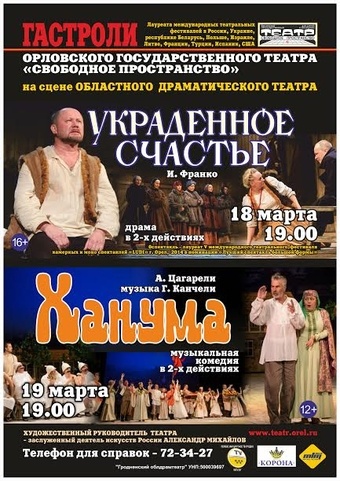 ГАСТРОЛИ
Лауреата международных театральных
фестивалей в России, Украине,
республике Беларусь, Польше, Израиле,
Литве, Франции, Турции, Испании, США
ТЕАТР
ОРЛОВСКОГО ГОСУДАРСТВЕННОГО ТЕАТРА
«СВОБОДНОЕ ПРОСТРАНСТВО»
на сцене ОБЛАСТНОГО ДРАМАТИЧЕСКОГО ТЕАТРА
УКРАДЕННОЕ
СЧАСТЬЕ
И. Франко
18 марта
19.00
драма
в 2-х действиях
16+
А. Цагарели
музыка Г. Канчели
Ханума
музыкальная
комедия
в 2-х действиях
19 марта
19.00
12+
ХУДОЖЕСТВЕННЫЙ РУКОВОДИТЕЛЬ ТЕАТРА
- заслуженный деятель искусств России АЛЕКСАНДР МИХАЙЛОВ
www.teatr.orel.ru
Телефон для справок - 72-34-27
КОРОНА